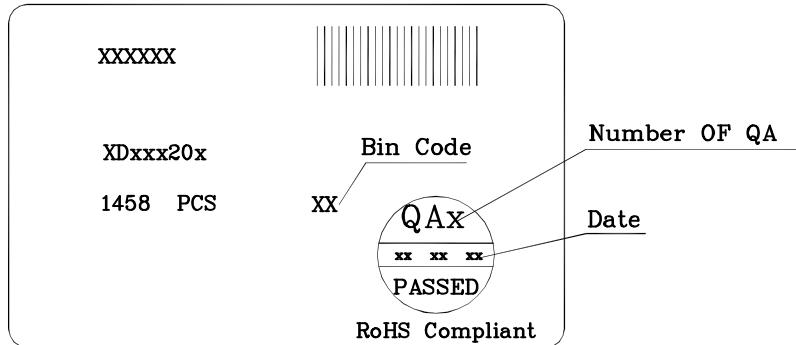 XXXXXX
XDxxx20x
Bin Code
Number OF QA
1458 PCS
XX
QAx
Date
xx xx xx
PASSED
RoHS Compliant